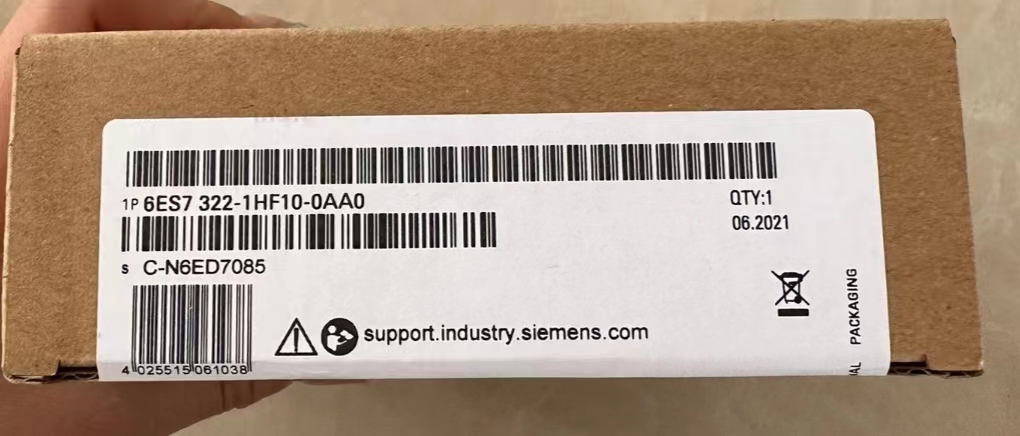 1P 6ES7 322-1HF10-0AA0
QTY:1
06.2021
S C-N6ED7085
support.industry.siemens.com
4 025515 061038
PACKAGING